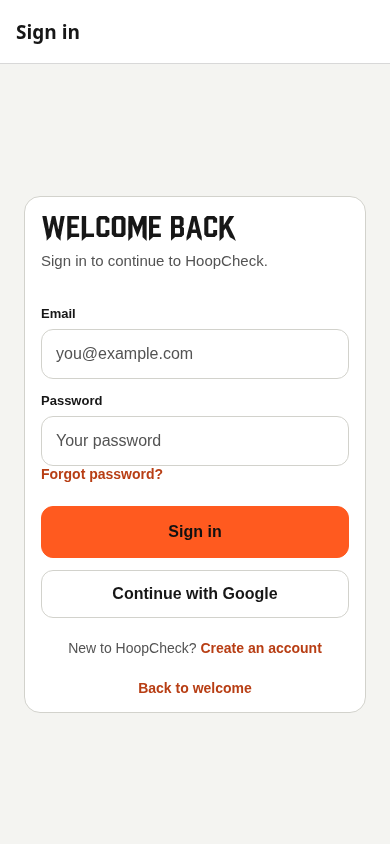 Sign in
WELCOME BACK
Sign in to continue to HoopCheck.
Email
you@example.com
Password
Your password
Forgot password?
Sign in
Continue with Google
New to HoopCheck? Create an account
Back to welcome